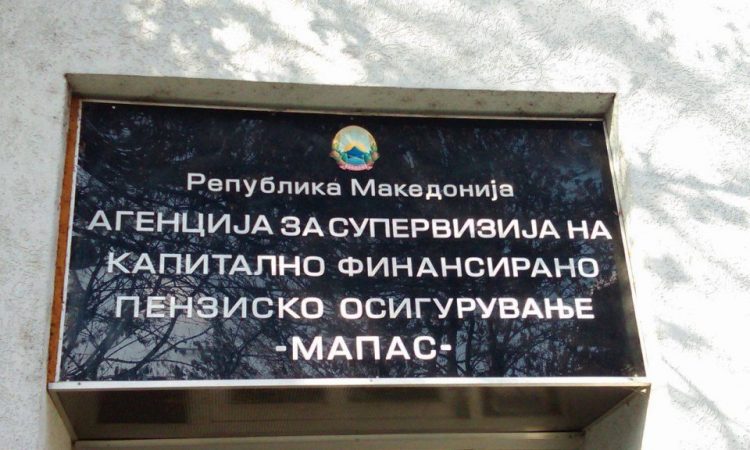 Република Македонија
АГЕНЦИЈА ЗА СУПЕРВИЗИЈА НА
КАПИТАЛНО ФИНАНСИРАНО
ПЕНЗИСКО ОСИГУРУВАЊЕ
-МАПАС-